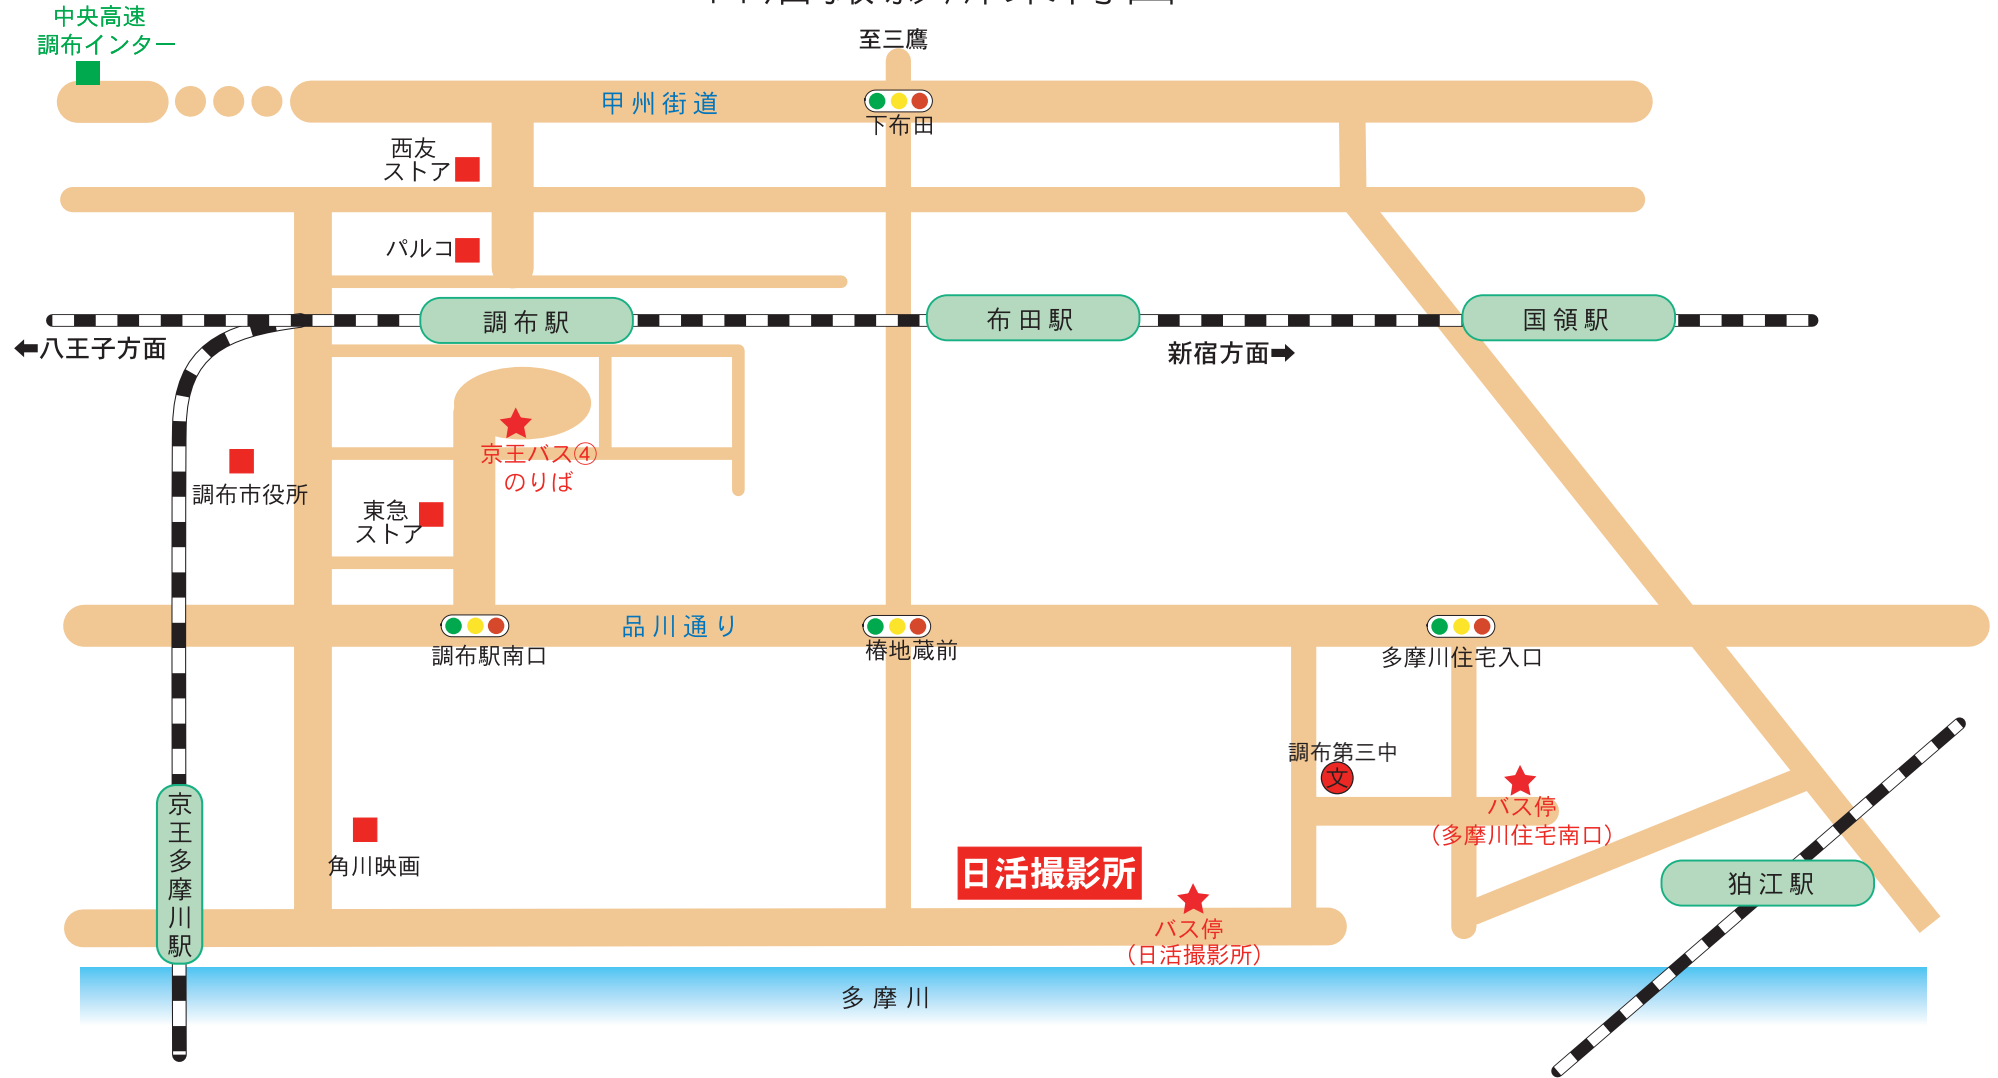 中央高速
調布インター
至三鷹
甲州街道
下布田
西友
ストア
パルコ
調布駅
布田駅
国領駅
八王子方面
新宿方面
京王バス④
のりば
調布市役所
東急
ストア
品川通り
調布駅南口
椿地蔵前
多摩川住宅入口
調布第三中
文
バス停
(多摩川住宅南口)
京王多摩川駅
角川映画
日活撮影所
狛江駅
バス停
(日活撮影所)
多摩川